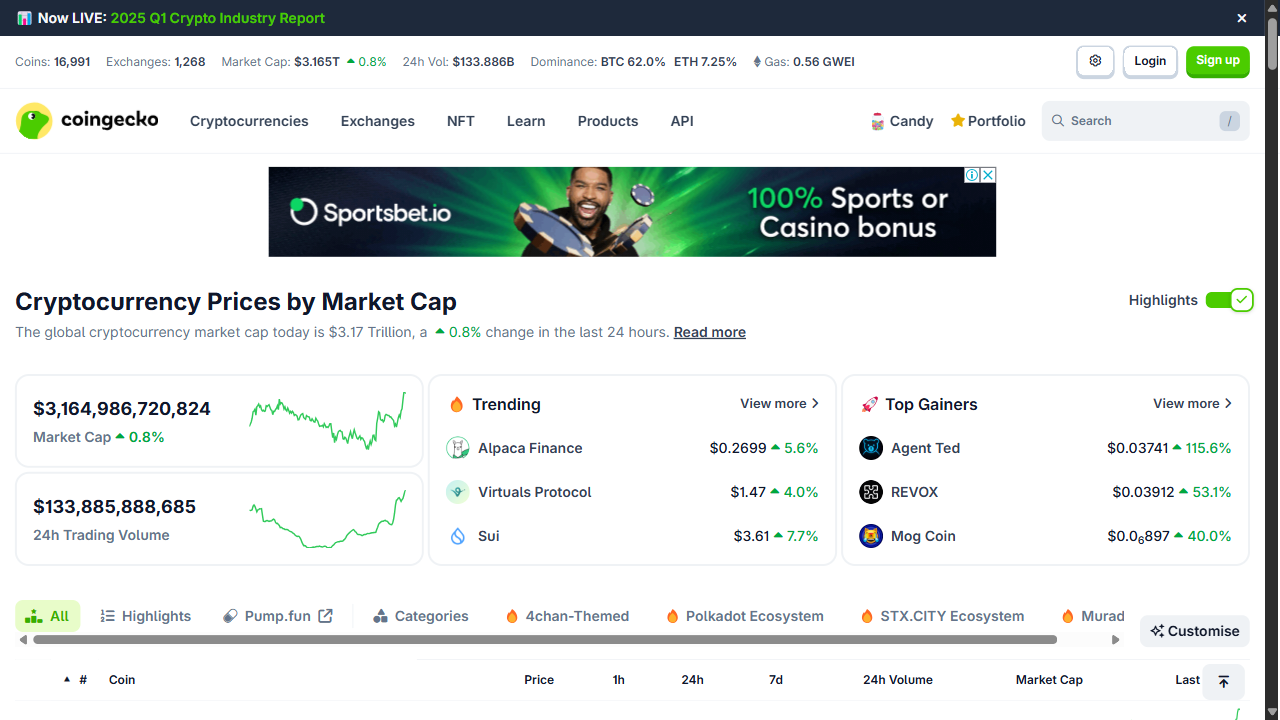 Now LIVE: 2025 Q1 Crypto Industry Report
Coins: 16,991 Exchanges: 1,268 Market Cap: $3.165T 0.8% 24h Vol: $133.886B Dominance: BTC 62.0% ETH 7.25% Gas: 0.56 GWEI Login Sign up
coingecko Cryptocurrencies Exchanges NFT Learn Products API Candy Portfolio Search /
Sportsbet.io 100% Sports or
Casino bonus
Cryptocurrency Prices by Market Cap Highlights
The global cryptocurrency market cap today is $3.17 Trillion, a 0.8% change in the last 24 hours. Read more
$3,164,986,720,824
Market Cap 0.8%
$133,885,888,685
24h Trading Volume
Trending View more
Alpaca Finance $0.2699 5.6%
Virtuals Protocol $1.47 4.0%
Sui $3.61 7.7%
Top Gainers View more
Agent Ted $0.03741 115.6%
REVOX $0.03912 53.1%
Mog Coin $0.0₆897 40.0%
All Highlights Pump.fun Categories 4chan-Themed Polkadot Ecosystem STX.CITY Ecosystem Murad
Customise
# Coin Price 1h 24h 7d 24h Volume Market Cap Last